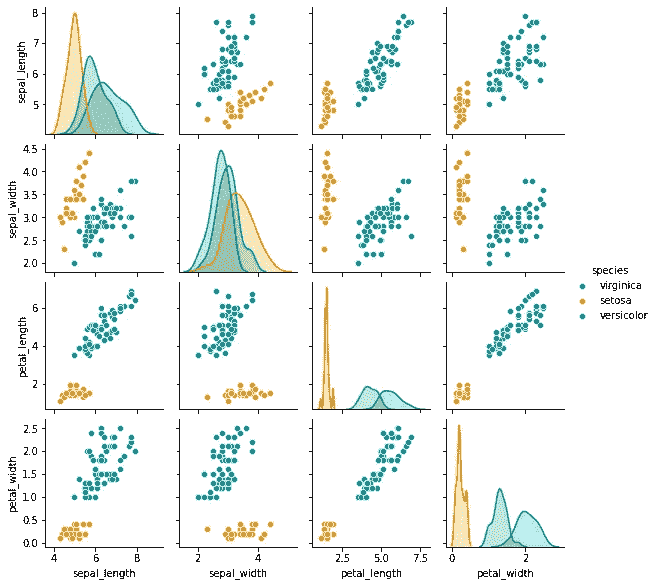 8
7
6
5
sepal_length
4.5
4.0
3.5
3.0
2.5
2.0
sepal_width
6
4
2
petal_length
2.5
2.0
1.5
1.0
0.5
0.0
petal_width
4 6 8
sepal_length
2 4
sepal_width
2.5 5.0 7.5
petal_length
0 2
petal_width
species
virginica
setosa
versicolor